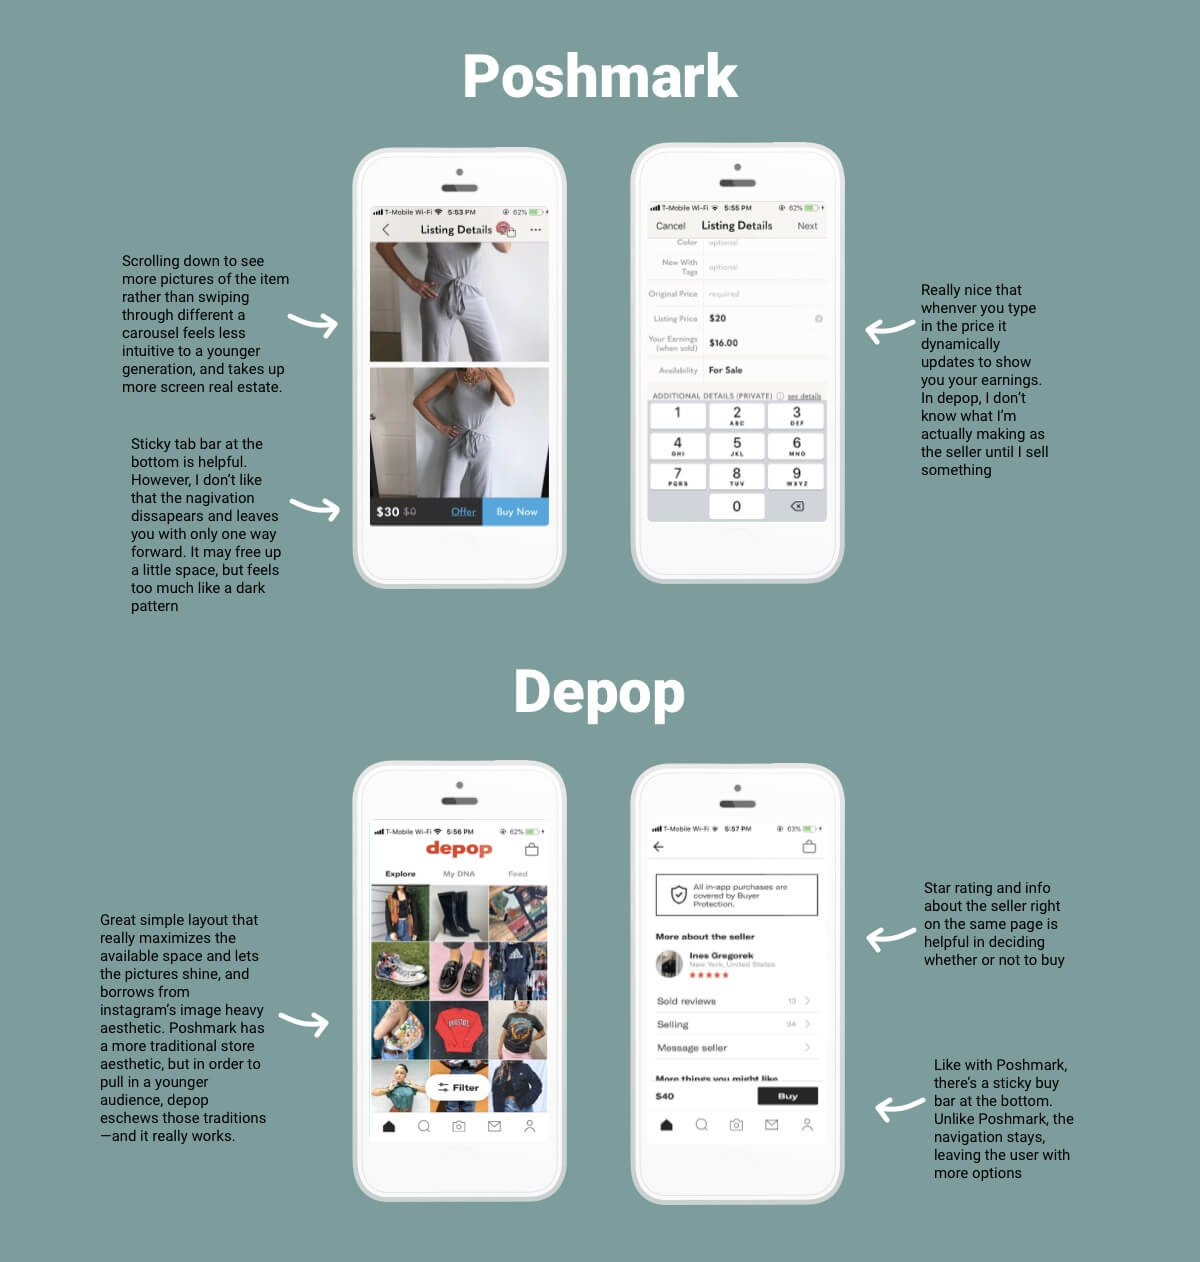 Poshmark
T-Mobile Wi-Fi 5:53 PM 62%
Listing Details
$30 $0 Offer Buy Now
Scrolling down to see
more pictures of the item
rather than swiping
through different a
carousel feels less
intuitive to a younger
generation, and takes up
more screen real estate.
Sticky tab bar at the
bottom is helpful.
However, I don't like
that the nagivation
dissapears and leaves
you with only one way
forward. It may free up
a little space, but feels
too much like a dark
pattern
T-Mobile Wi-Fi 5:55 PM 62%
Cancel Listing Details Next
Color optional
New With
Tags optional
Original Price required
Listing Price $20
Your Earnings
(when sold) $16.00
Availability For Sale
ADDITIONAL DETAILS (PRIVATE) see details
1 2 3
ABC DEF
4 5 6
GHI JKL MNO
7 8 9
PQRS TUV WXYZ
0
Really nice that
whenver you type
in the price it
dynamically
updates to show
you your earnings.
In depop, I don't
know what I'm
actually making as
the seller until I sell
something
Depop
T-Mobile Wi-Fi 5:56 PM 62%
depop
Explore My DNA Feed
Filter
Great simple layout that
really maximizes the
available space and lets
the pictures shine, and
borrows from
instagram's image heavy
aesthetic. Poshmark has
a more traditional store
aesthetic, but in order to
pull in a younger
audience, depop
eschews those traditions
—and it really works.
T-Mobile Wi-Fi 5:57 PM 63%
All in-app purchases are
covered by Buyer
Protection.
More about the seller
Ines Gregorek
New York, United States
Sold reviews 13
Selling 94
Message seller
More things you might like
$40 Buy
Star rating and info
about the seller right
on the same page is
helpful in deciding
whether or not to buy
Like with Poshmark,
there's a sticky buy
bar at the bottom.
Unlike Poshmark, the
navigation stays,
leaving the user with
more options